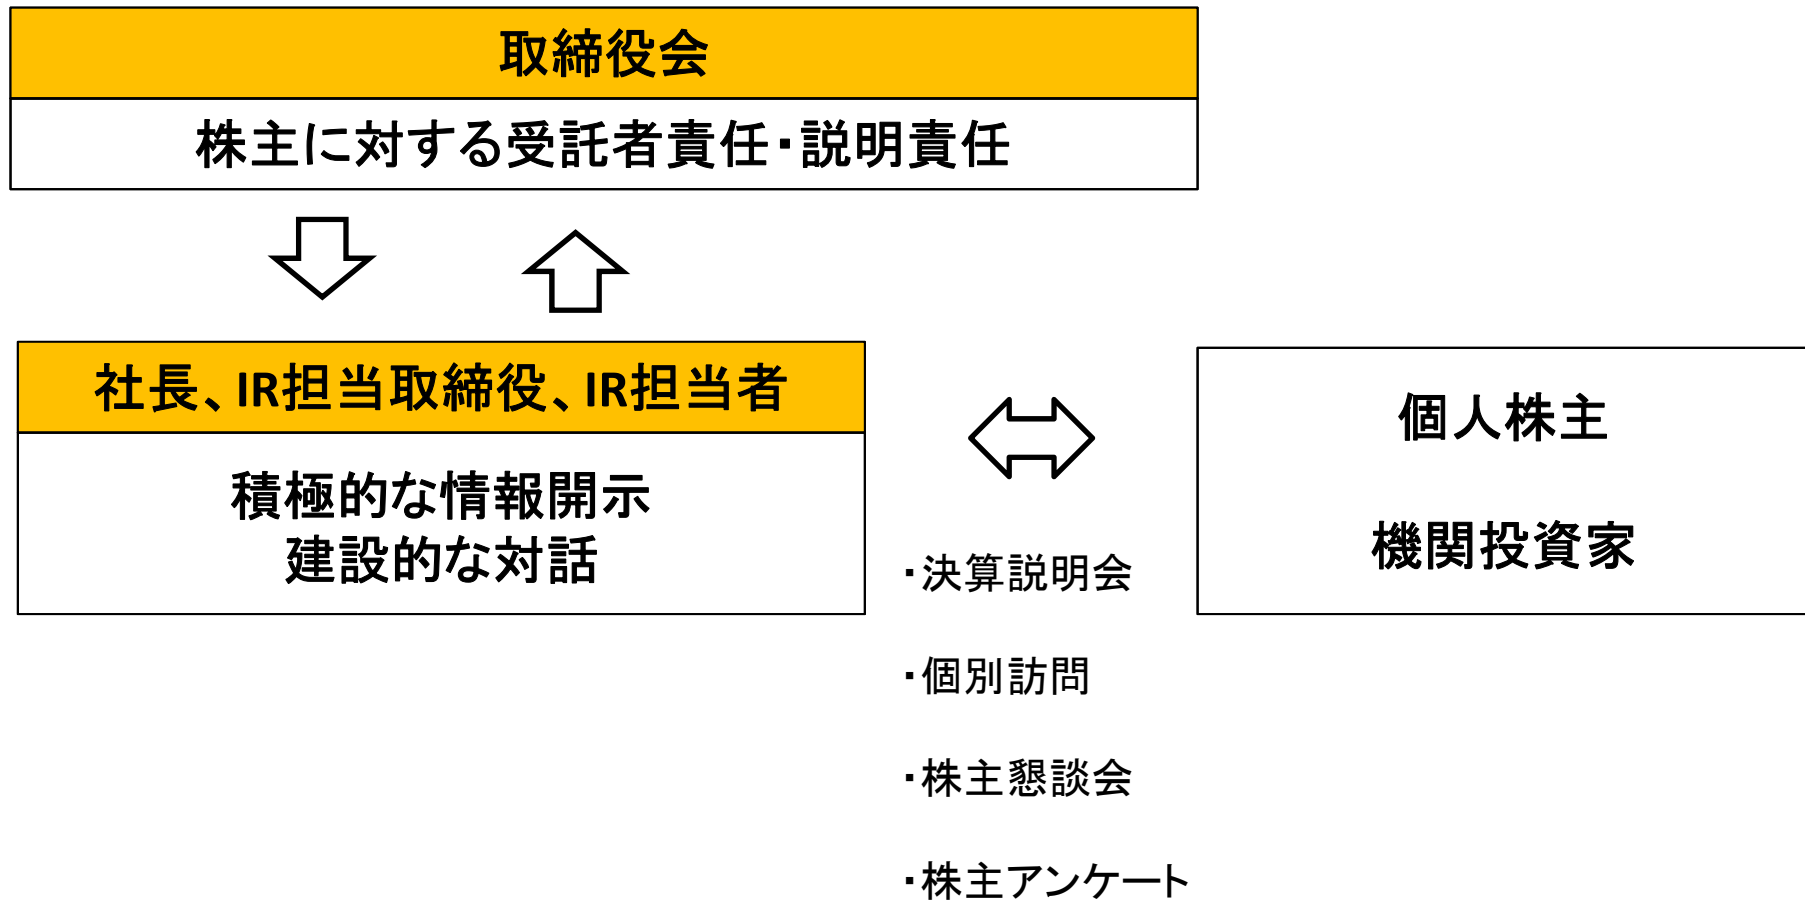 取締役会
株主に対する受託者責任・説明責任
社長、IR担当取締役、IR担当者
積極的な情報開示
建設的な対話
個人株主
機関投資家
・決算説明会
・個別訪問
・株主懇談会
・株主アンケート